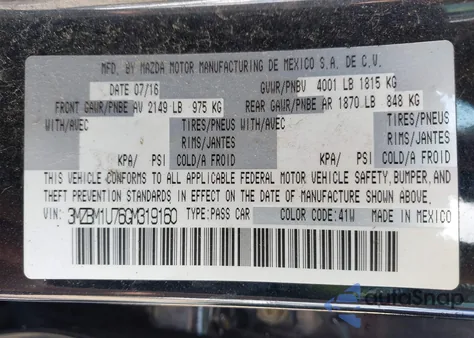 MFD. BY MAZDA MOTOR MANUFACTURING DE MEXICO S.A. DE C.V.
DATE 07/16 GVWR/PNBV 4001 LB 1815 KG
FRONT GAWR/PNBE AV 2149 LB 975 KG REAR GAWR/PNBE AR 1870 LB 848 KG
WITH/AVEC TIRES/PNEUS WITH/AVEC TIRES/PNEUS
RIMS/JANTES RIMS/JANTES
KPA/ PSI COLD/A FROID KPA/ PSI COLD/A FROID
THIS VEHICLE CONFORMS TO ALL APPLICABLE FEDERAL MOTOR VEHICLE SAFETY, BUMPER, AND
THEFT PREVENTION STANDARDS IN EFFECT ON THE DATE OF MANUFACTURE SHOWN ABOVE.
VIN: 3MZBM1U76GM319160 TYPE: PASS CAR COLOR CODE: 41W MADE IN MEXICO
autoSnap